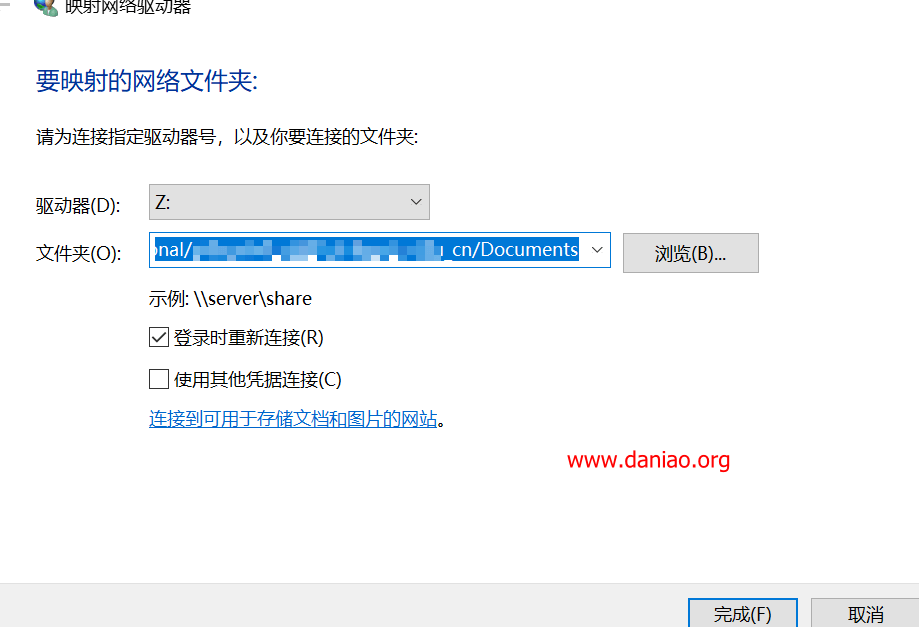 映射网络驱动器
要映射的网络文件夹:
请为连接指定驱动器号，以及你要连接的文件夹:
驱动器(D): Z:
文件夹(O): onal/ _cn/Documents 浏览(B)...
示例: \\server\share
登录时重新连接(R)
使用其他凭据连接(C)
连接到可用于存储文档和图片的网站。
www.daniao.org
完成(F) 取消